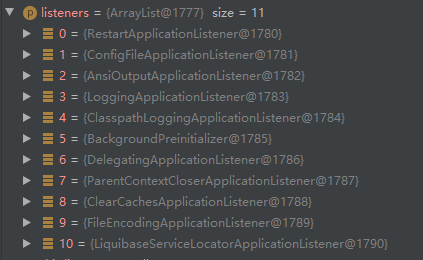 p listeners = {ArrayList@1777} size = 11
0 = {RestartApplicationListener@1780}
1 = {ConfigFileApplicationListener@1781}
2 = {AnsiOutputApplicationListener@1782}
3 = {LoggingApplicationListener@1783}
4 = {ClasspathLoggingApplicationListener@1784}
5 = {BackgroundPreinitializer@1785}
6 = {DelegatingApplicationListener@1786}
7 = {ParentContextCloserApplicationListener@1787}
8 = {ClearCachesApplicationListener@1788}
9 = {FileEncodingApplicationListener@1789}
10 = {LiquibaseServiceLocatorApplicationListener@1790}